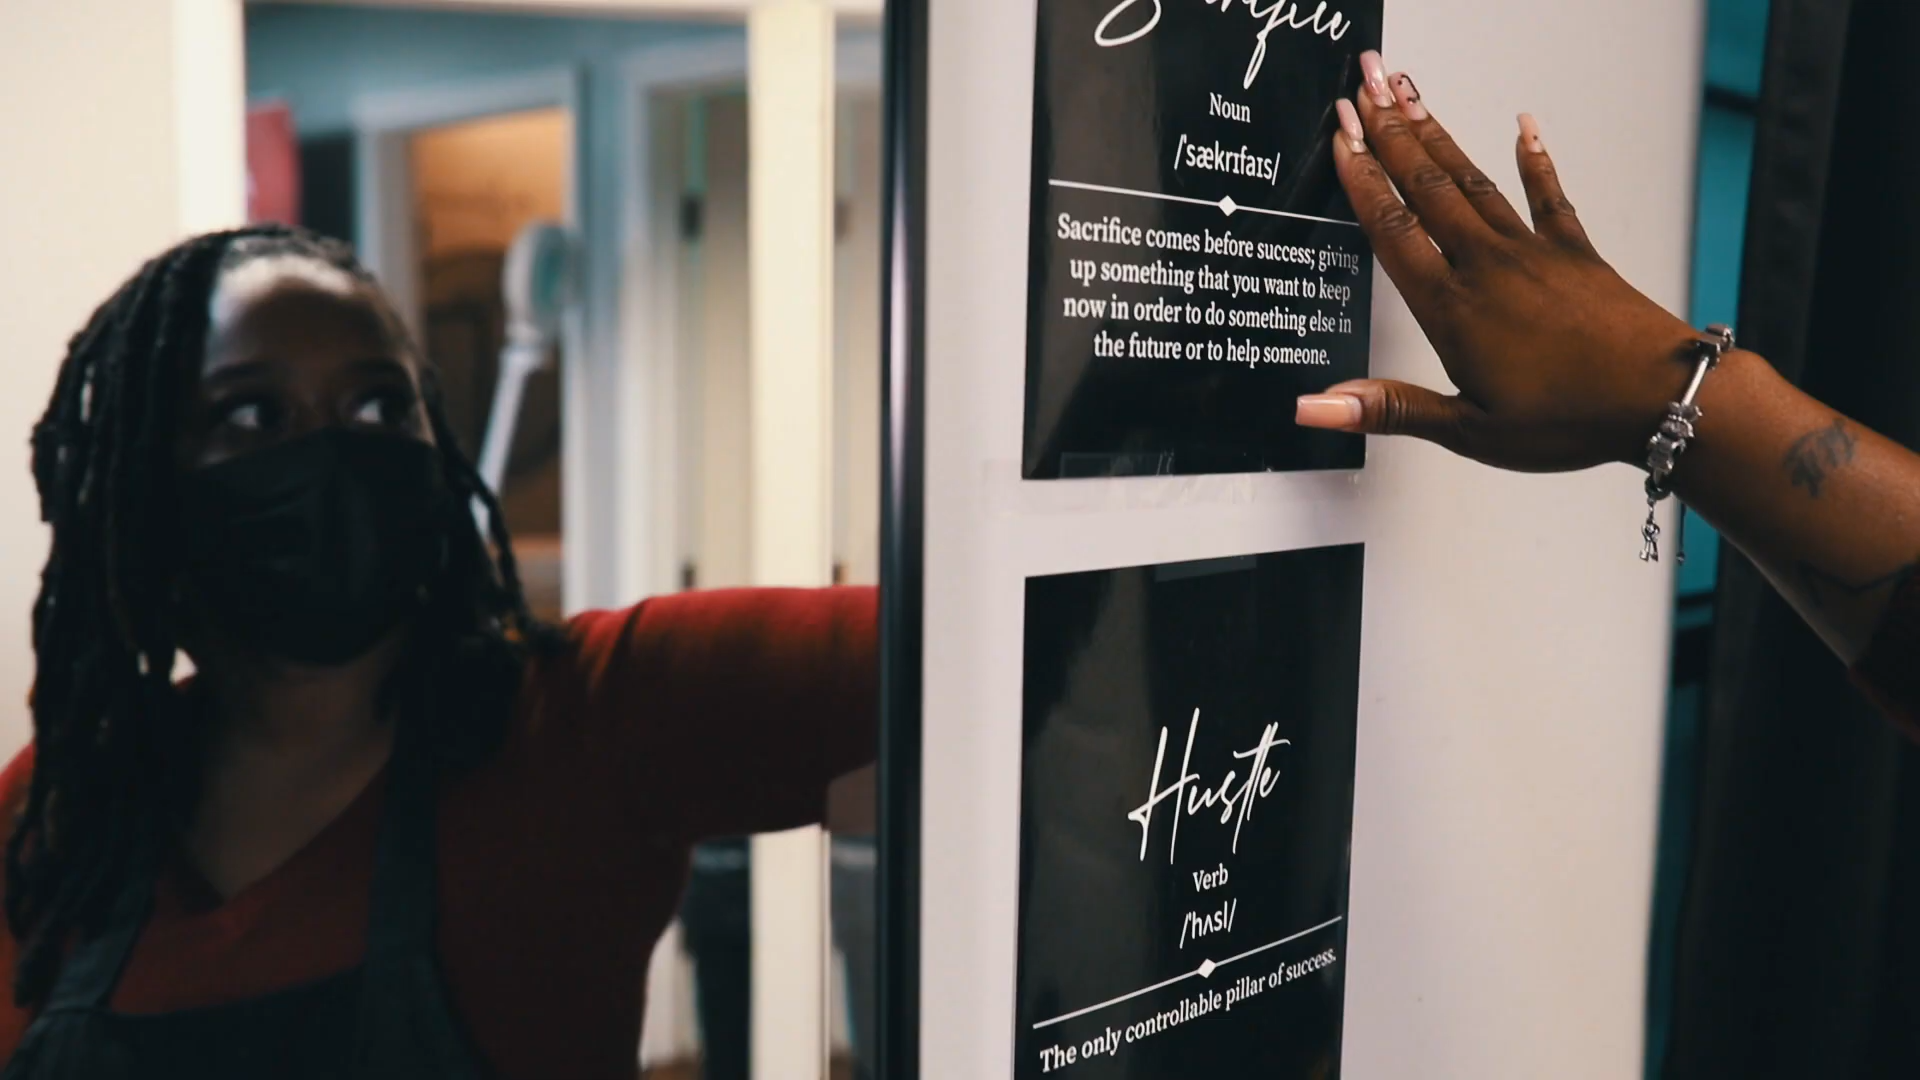 Sacrifice
Noun
/ˈsækrɪfaɪs/
Sacrifice comes before success; giving
up something that you want to keep
now in order to do something else in
the future or to help someone.
Hustle
Verb
/ˈhʌsl/
The only controllable pillar of success.